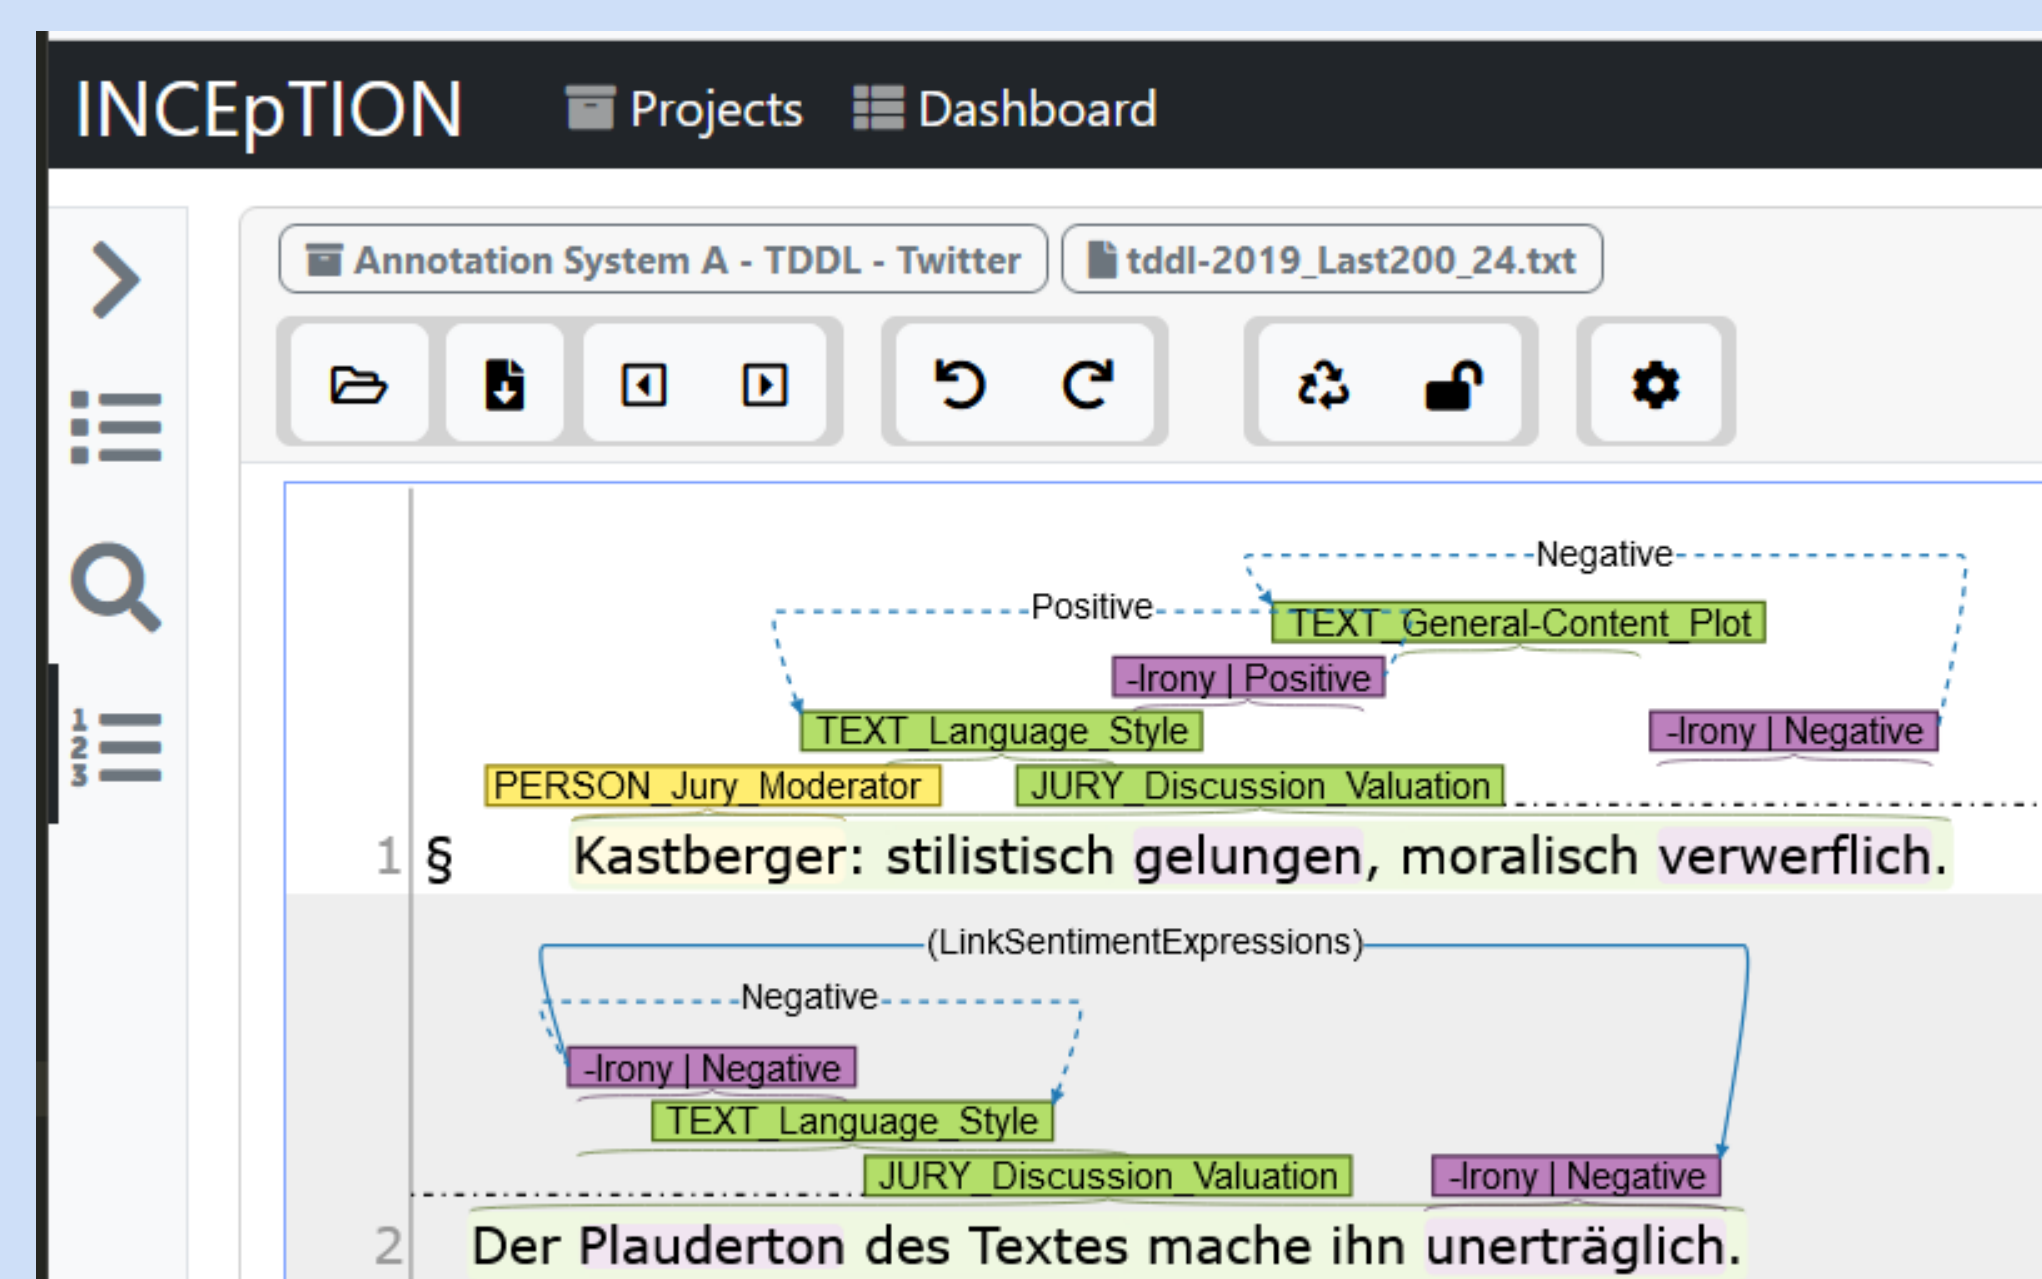 INCEpTION Projects Dashboard
Annotation System A - TDDL - Twitter tddl-2019_Last200_24.txt
Negative
Positive
TEXT_General-Content_Plot
-Irony | Positive
TEXT_Language_Style -Irony | Negative
PERSON_Jury_Moderator JURY_Discussion_Valuation
1 § Kastberger: stilistisch gelungen, moralisch verwerflich.
(LinkSentimentExpressions)
Negative
-Irony | Negative
TEXT_Language_Style
JURY_Discussion_Valuation -Irony | Negative
2 Der Plauderton des Textes mache ihn unerträglich.